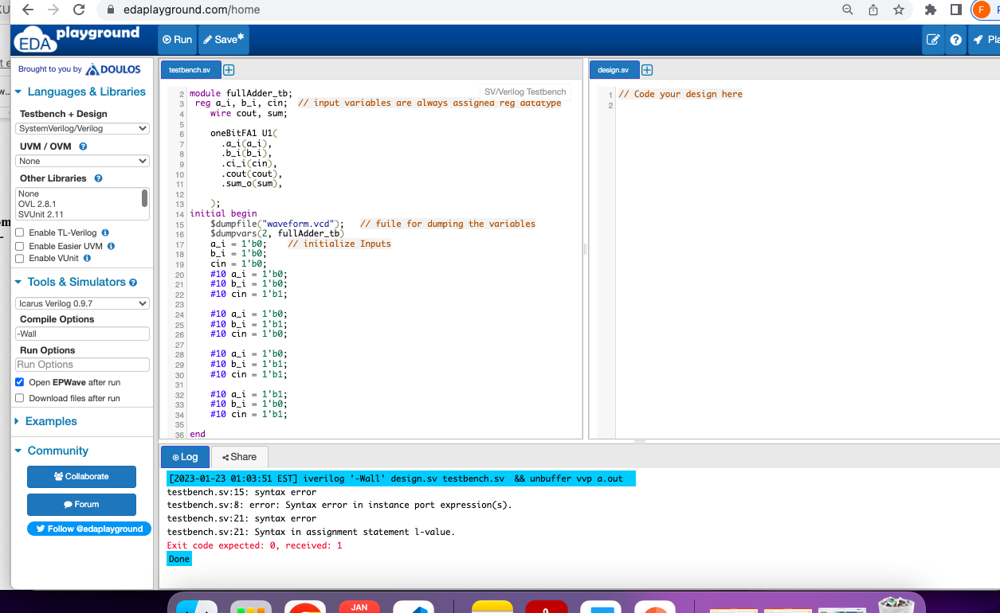 edaplayground.com/home
F
EDA playground
Run
Save*
Pla
Brought to you by DOULOS
Languages & Libraries
Testbench + Design
SystemVerilog/Verilog
UVM / OVM
None
Other Libraries
None
OVL 2.8.1
SVUnit 2.11
Enable TL-Verilog
Enable Easier UVM
Enable VUnit
Tools & Simulators
Icarus Verilog 0.9.7
Compile Options
-Wall
Run Options
Run Options
Open EPWave after run
Download files after run
Examples
Community
Collaborate
Forum
Follow @edaplayground
testbench.sv
SV/Verilog Testbench
2 module fullAdder_tb;
3 reg a_i, b_i, cin; // input variables are always assigned reg datatype
4 wire cout, sum;
5
6 oneBitFA1 U1(
7 .a_i(a_i),
8 .b_i(b_i),
9 .ci_i(cin),
10 .cout(cout),
11 .sum_o(sum),
12
13 );
14 initial begin
15 $dumpfile("waveform.vcd"); // fuile for dumping the variables
16 $dumpvars(2, fullAdder_tb)
17 a_i = 1'b0; // initialize Inputs
18 b_i = 1'b0;
19 cin = 1'b0;
20 #10 a_i = 1'b0;
21 #10 b_i = 1'b0;
22 #10 cin = 1'b1;
23
24 #10 a_i = 1'b0;
25 #10 b_i = 1'b1;
26 #10 cin = 1'b0;
27
28 #10 a_i = 1'b0;
29 #10 b_i = 1'b1;
30 #10 cin = 1'b1;
31
32 #10 a_i = 1'b1;
33 #10 b_i = 1'b0;
34 #10 cin = 1'b1;
35
36 end
design.sv
1 // Code your design here
2
Log
Share
[2023-01-23 01:03:51 EST] iverilog '-Wall' design.sv testbench.sv && unbuffer vvp a.out
testbench.sv:15: syntax error
testbench.sv:8: error: Syntax error in instance port expression(s).
testbench.sv:21: syntax error
testbench.sv:21: Syntax in assignment statement l-value.
Exit code expected: 0, received: 1
Done
JAN